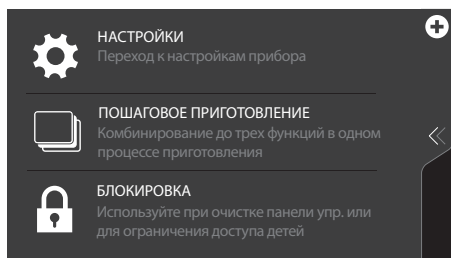 НАСТРОЙКИ
Переход к настройкам прибора
ПОШАГОВОЕ ПРИГОТОВЛЕНИЕ
Комбинирование до трех функций в одном
процессе приготовления
БЛОКИРОВКА
Используйте при очистке панели упр. или
для ограничения доступа детей